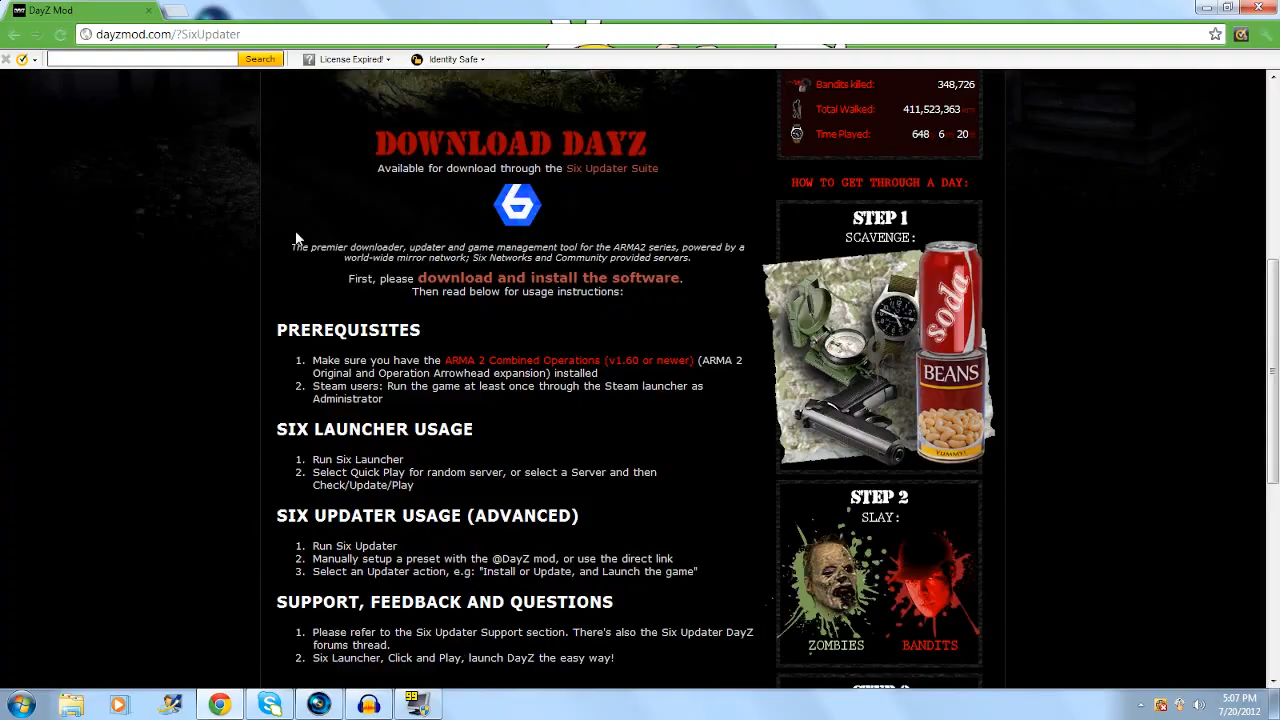 DayZ Mod
dayzmod.com/?SixUpdater
Search
License Expired!
Identity Safe
DOWNLOAD DAYZ
Available for download through the Six Updater Suite
The premier downloader, updater and game management tool for the ARMA2 series, powered by a
world-wide mirror network; Six Networks and Community provided servers.
First, please download and install the software.
Then read below for usage instructions:
PREREQUISITES
1. Make sure you have the ARMA 2 Combined Operations (v1.60 or newer) (ARMA 2
Original and Operation Arrowhead expansion) installed
2. Steam users: Run the game at least once through the Steam launcher as
Administrator
SIX LAUNCHER USAGE
1. Run Six Launcher
2. Select Quick Play for random server, or select a Server and then
Check/Update/Play
SIX UPDATER USAGE (ADVANCED)
1. Run Six Updater
2. Manually setup a preset with the @DayZ mod, or use the direct link
3. Select an Updater action, e.g: "Install or Update, and Launch the game"
SUPPORT, FEEDBACK AND QUESTIONS
1. Please refer to the Six Updater Support section. There's also the Six Updater DayZ
forums thread.
2. Six Launcher, Click and Play, launch DayZ the easy way!
Bandits killed: 348,726
Total Walked: 411,523,363
Time Played: 648 6 20
HOW TO GET THROUGH A DAY:
STEP 1
SCAVENGE:
Soda
BEANS
YUMMY!
STEP 2
SLAY:
ZOMBIES
BANDITS
5:07 PM
7/20/2012